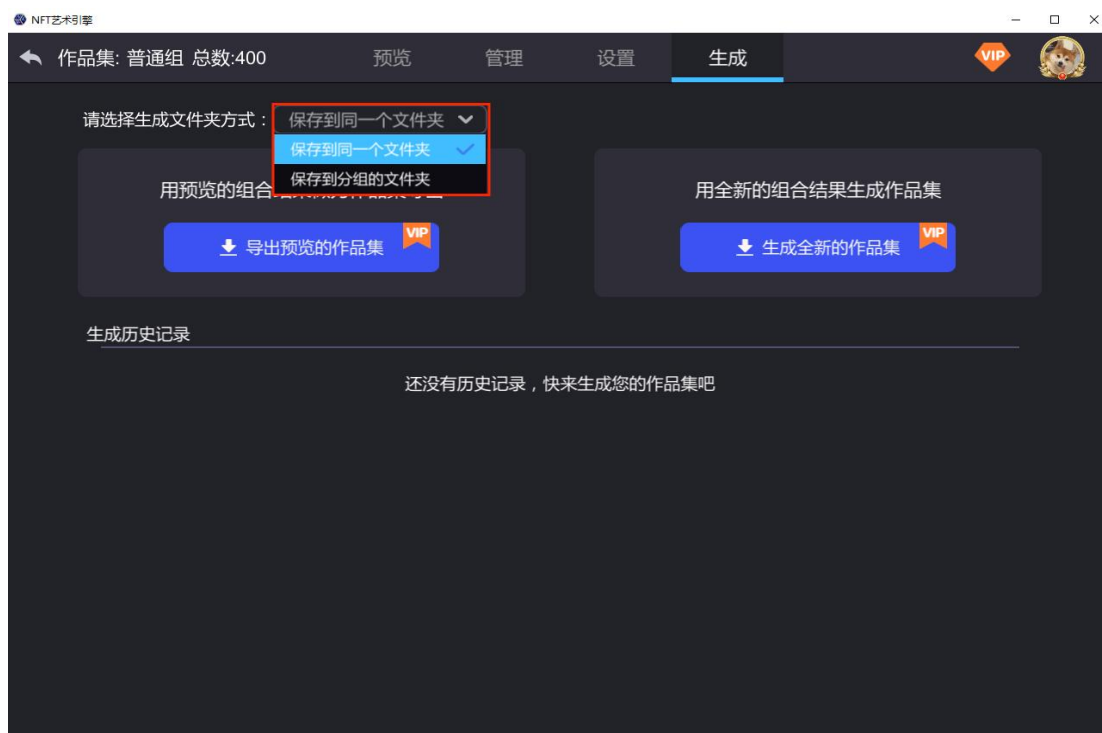 NFT艺术引擎
作品集: 普通组 总数:400
预览
管理
设置
生成
VIP
请选择生成文件夹方式：
保存到同一个文件夹
保存到同一个文件夹
保存到分组的文件夹
用预览的组合
导出预览的作品集
VIP
用全新的组合结果生成作品集
生成全新的作品集
VIP
生成历史记录
还没有历史记录，快来生成您的作品集吧